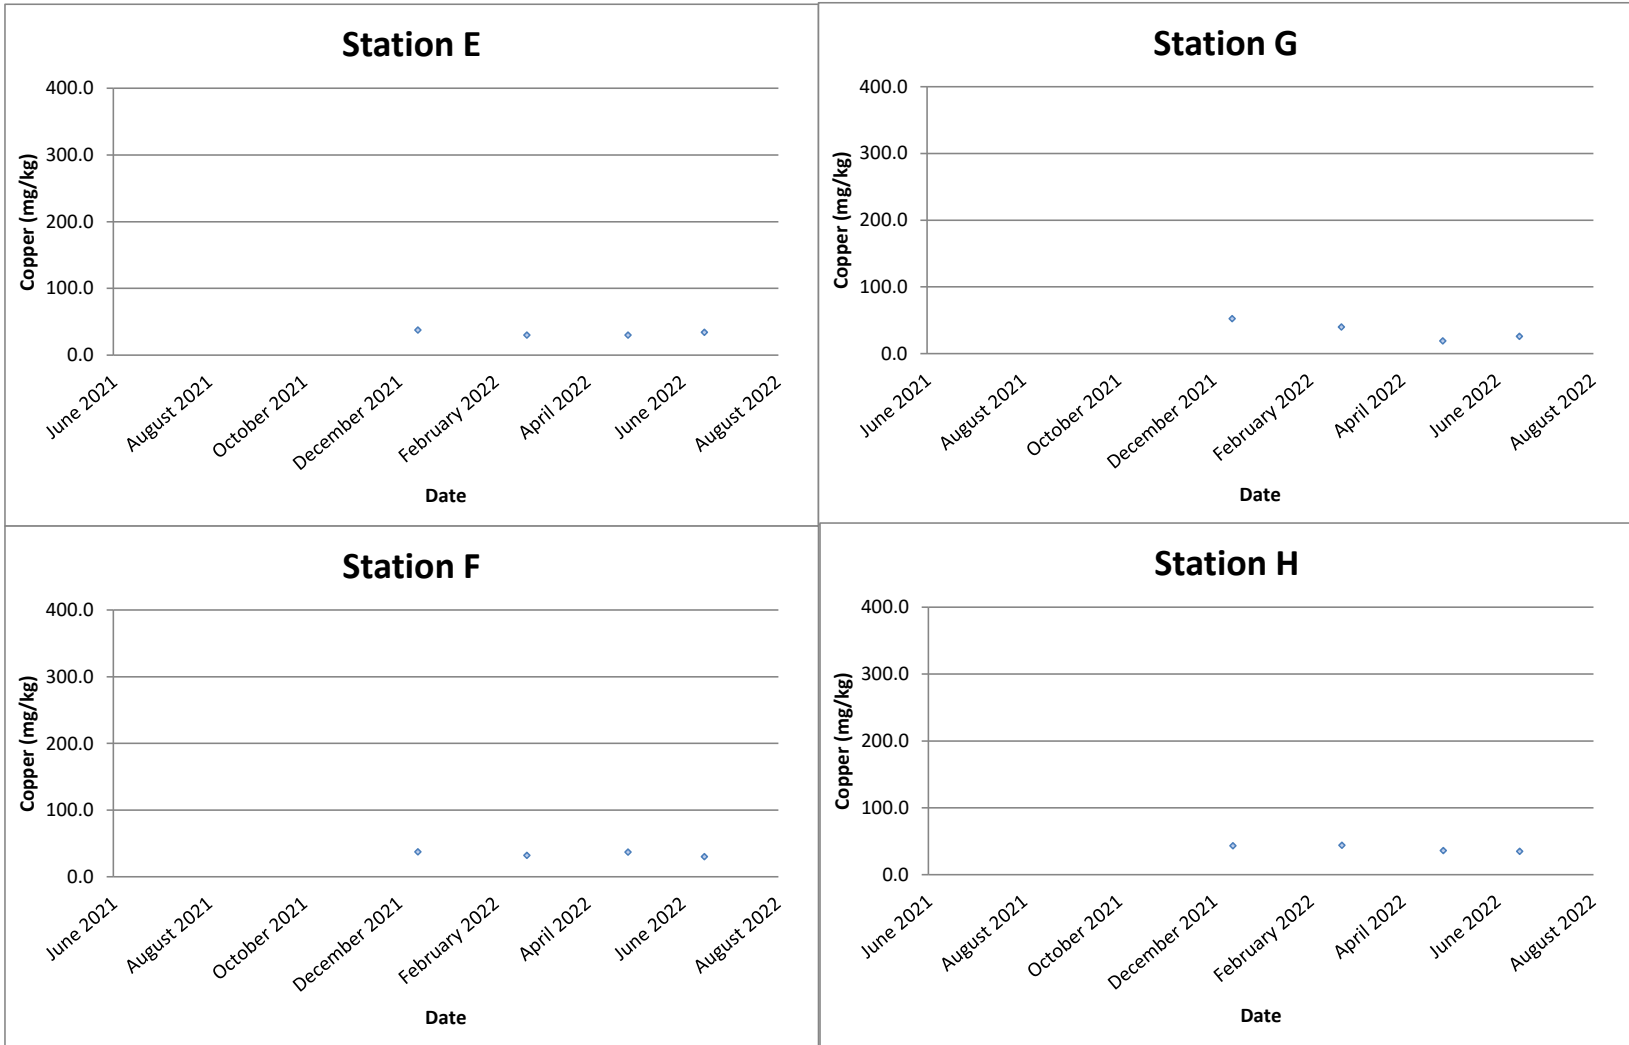 Station E
400.0
300.0
200.0
100.0
0.0
Copper (mg/kg)
June 2021
August 2021
October 2021
December 2021
February 2022
April 2022
June 2022
August 2022
Date
Station G
400.0
300.0
200.0
100.0
0.0
Copper (mg/kg)
June 2021
August 2021
October 2021
December 2021
February 2022
April 2022
June 2022
August 2022
Date
Station F
400.0
300.0
200.0
100.0
0.0
Copper (mg/kg)
June 2021
August 2021
October 2021
December 2021
February 2022
April 2022
June 2022
August 2022
Date
Station H
400.0
300.0
200.0
100.0
0.0
Copper (mg/kg)
June 2021
August 2021
October 2021
December 2021
February 2022
April 2022
June 2022
August 2022
Date